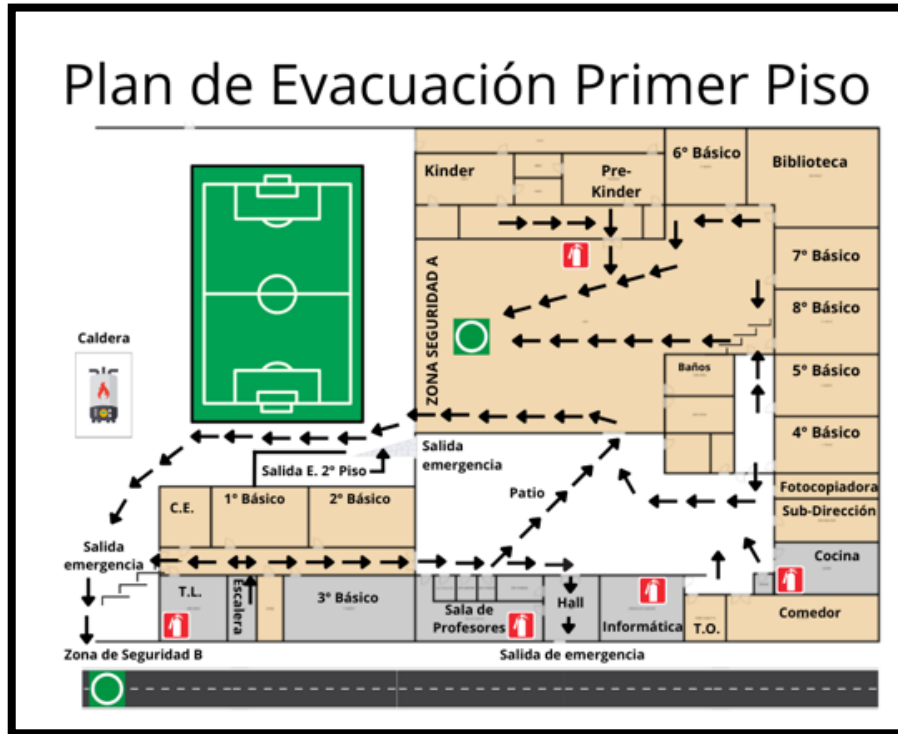 Plan de Evacuación Primer Piso
Kinder
Pre-
Kinder
6° Básico
Biblioteca
7° Básico
8° Básico
ZONA SEGURIDAD A
Caldera
Baños
5° Básico
4° Básico
Salida
emergencia
Salida E. 2° Piso
Fotocopiadora
Sub-Dirección
Patio
C.E.
1° Básico
2° Básico
Salida
emergencia
Cocina
T.L.
Escalera
3° Básico
Sala de
Profesores
Hall
Informática
T.O.
Comedor
Zona de Seguridad B
Salida de emergencia